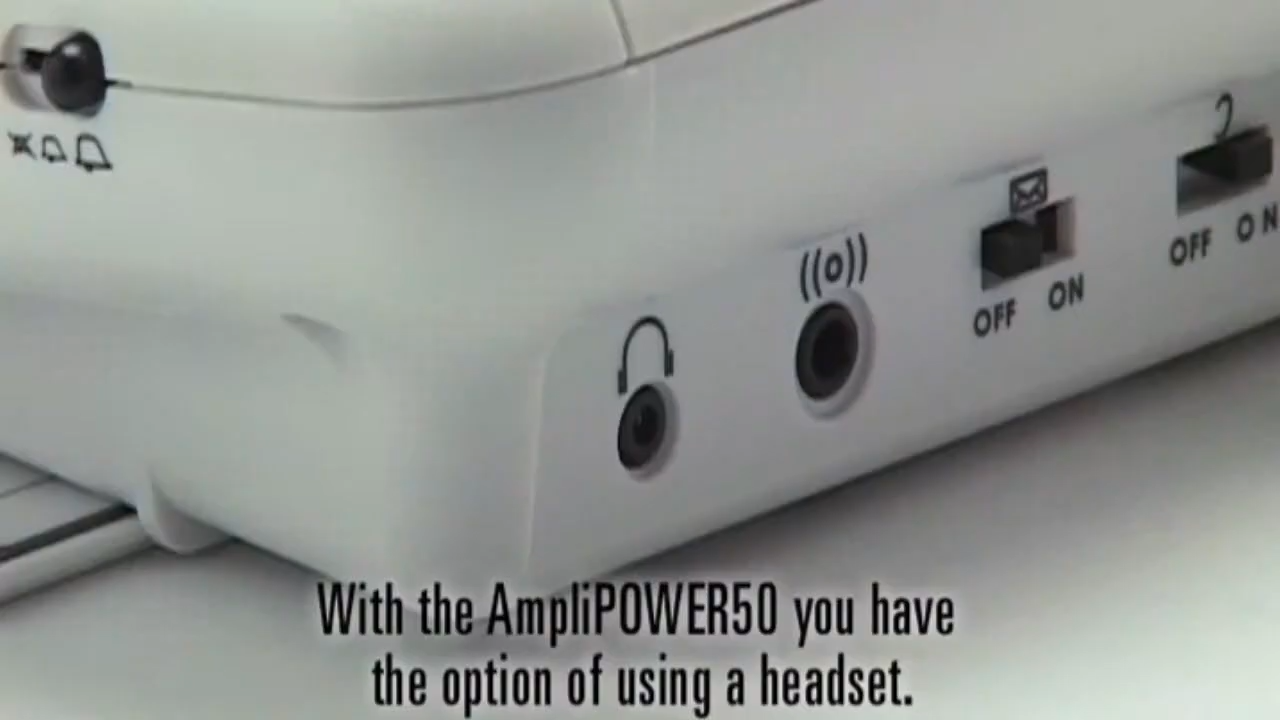 OFF ON
OFF ON
With the AmpliPOWER50 you have
the option of using a headset.